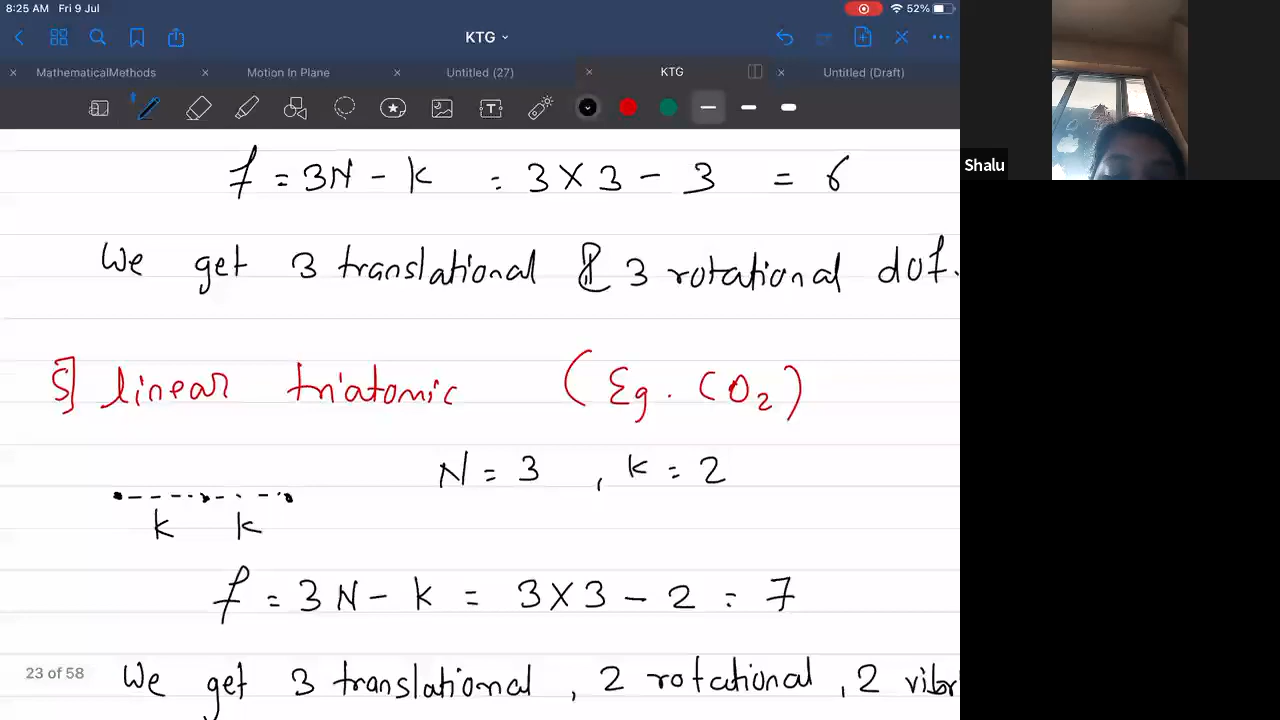 8:25 AM Fri 9 Jul
52%
KTG
MathematicalMethods
Motion In Plane
Untitled (27)
KTG
Untitled (Draft)
f = 3N - k = 3 X 3 - 3 = 6
We get 3 translational & 3 rotational dof.
Shalu
5] linear triatomic (Eg. CO2)
N = 3 , k = 2
k k
f = 3N - k = 3 X 3 - 2 = 7
23 of 58
We get 3 translational , 2 rotational , 2 vibr